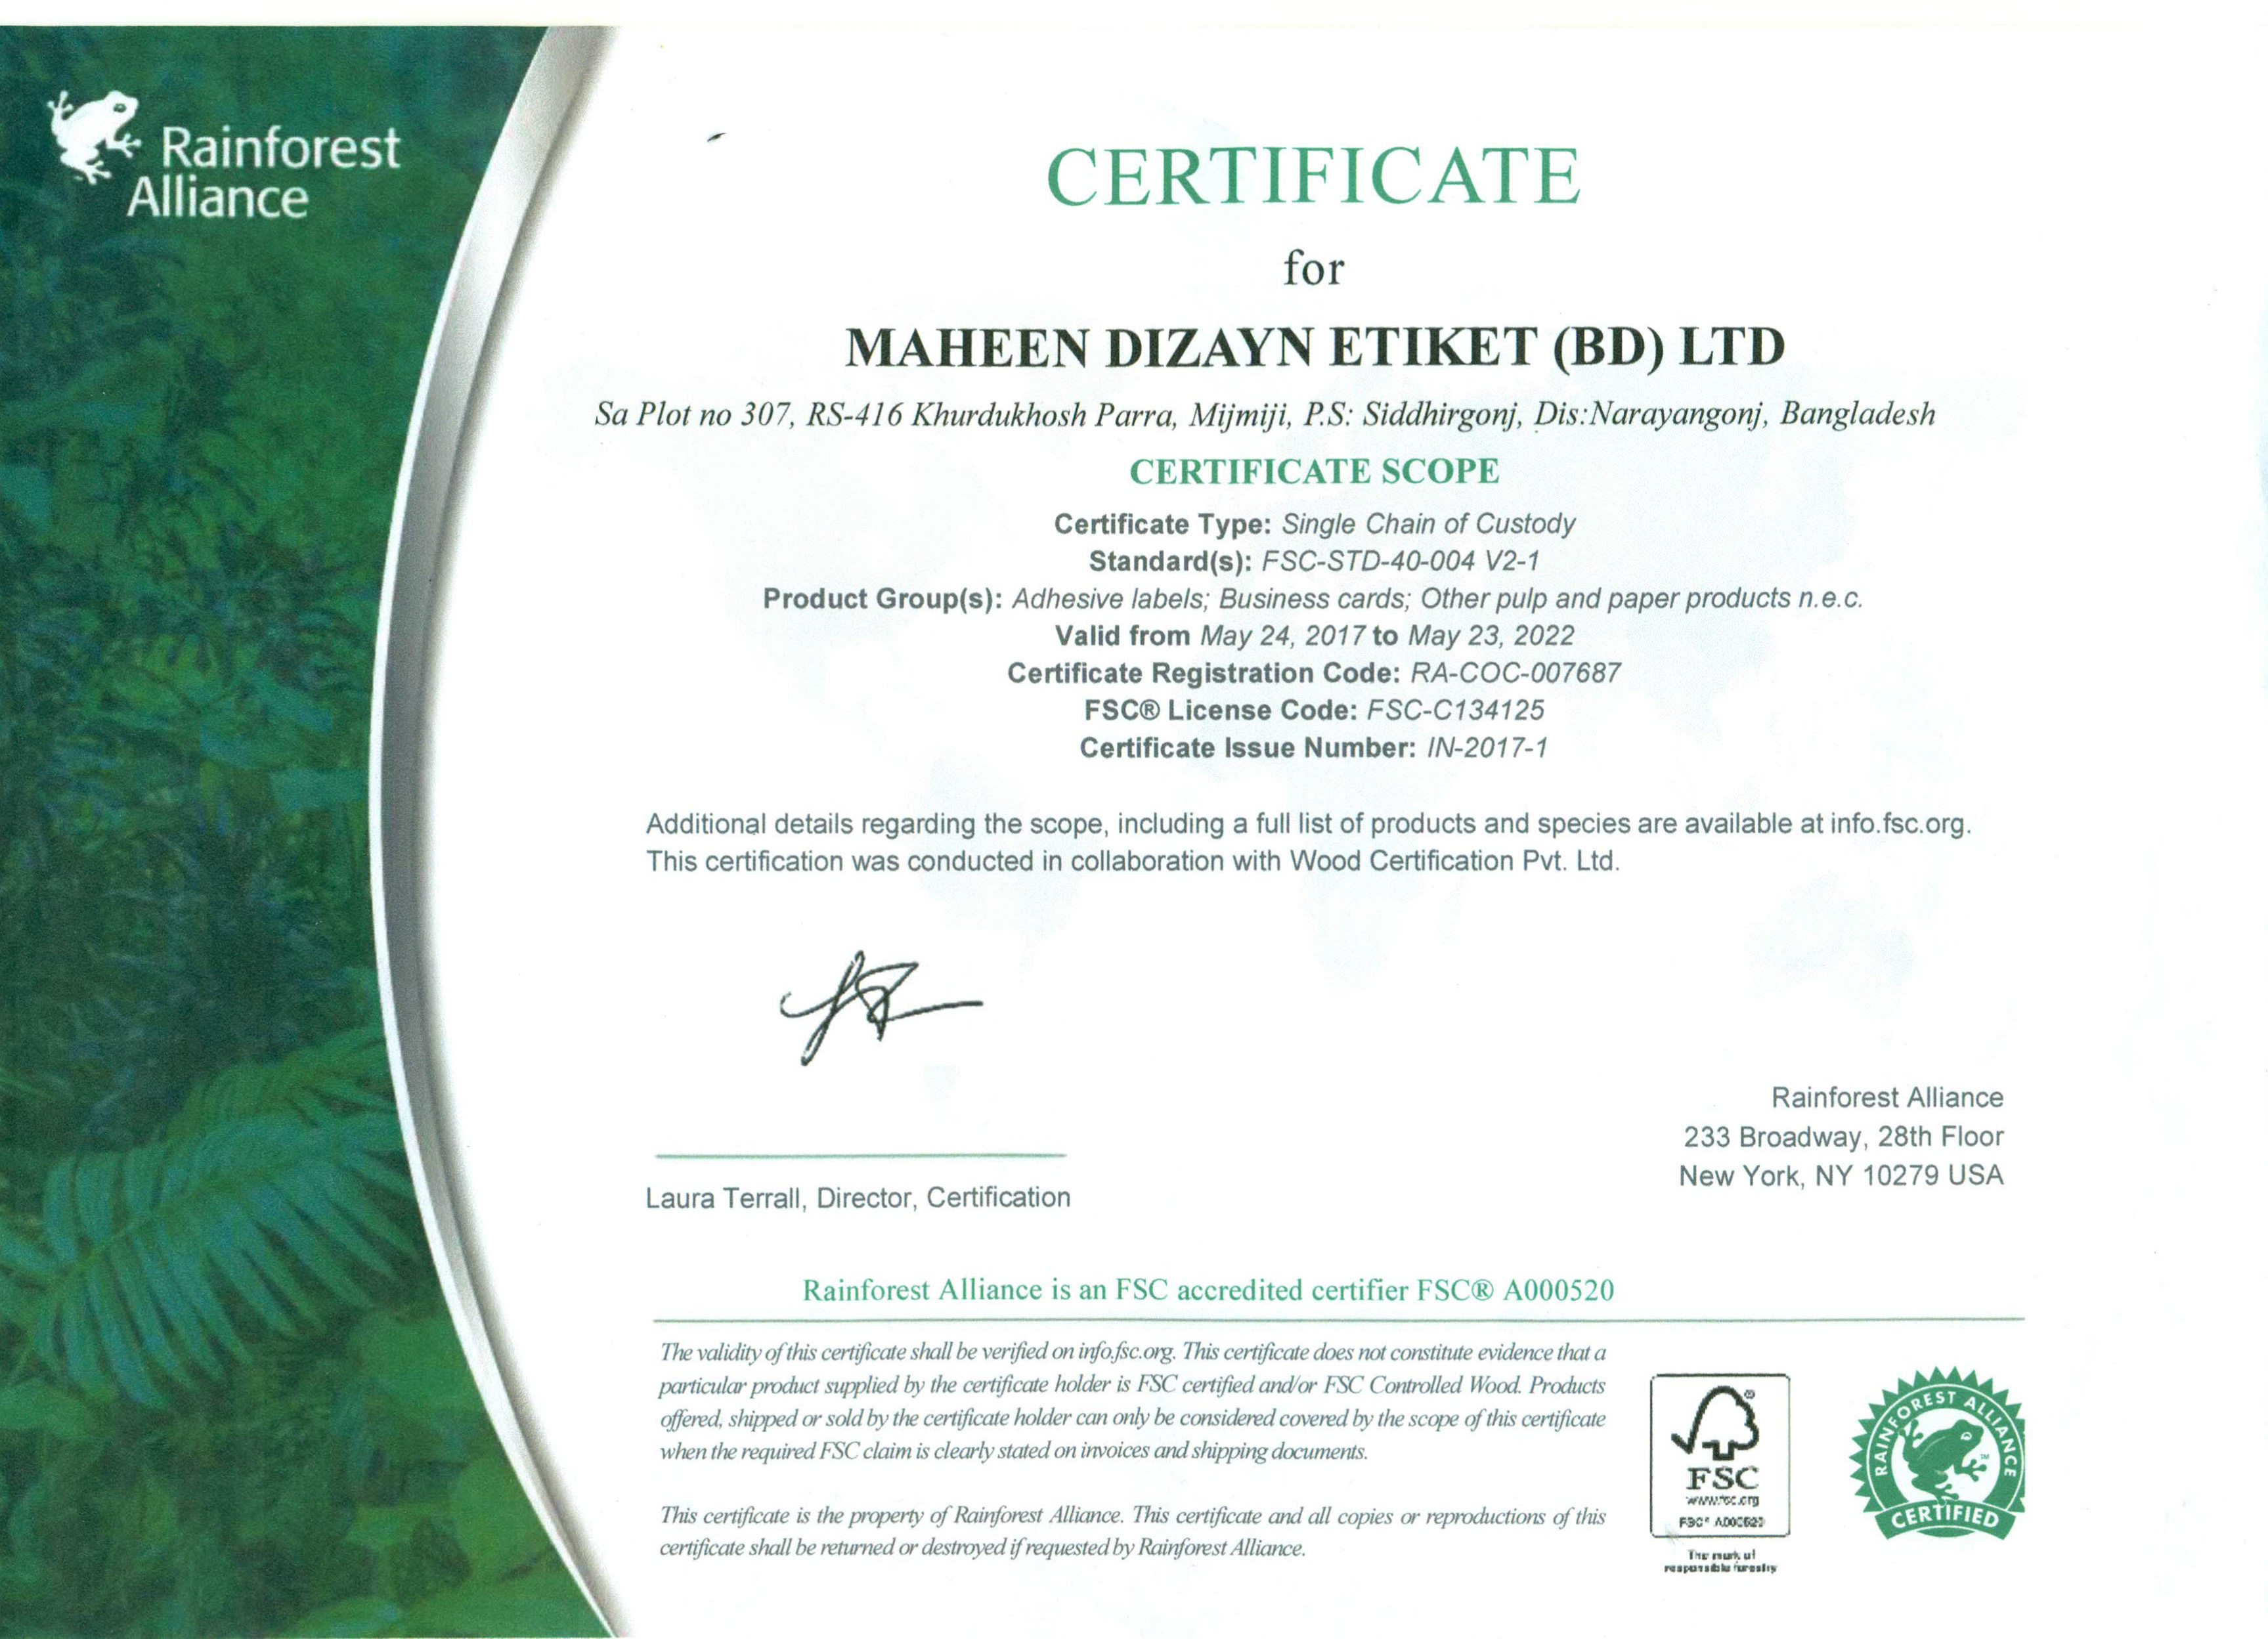 Rainforest
Alliance
CERTIFICATE
for
MAHEEN DIZAYN ETIKET (BD) LTD
Sa Plot no 307, RS-416 Khurdukhosh Parra, Mijmiji, P.S: Siddhirgonj, Dis:Narayangonj, Bangladesh
CERTIFICATE SCOPE
Certificate Type: Single Chain of Custody
Standard(s): FSC-STD-40-004 V2-1
Product Group(s): Adhesive labels; Business cards; Other pulp and paper products n.e.c.
Valid from May 24, 2017 to May 23, 2022
Certificate Registration Code: RA-COC-007687
FSC® License Code: FSC-C134125
Certificate Issue Number: IN-2017-1
Additional details regarding the scope, including a full list of products and species are available at info.fsc.org.
This certification was conducted in collaboration with Wood Certification Pvt. Ltd.
Laura Terrall, Director, Certification
Rainforest Alliance
233 Broadway, 28th Floor
New York, NY 10279 USA
Rainforest Alliance is an FSC accredited certifier FSC® A000520
The validity of this certificate shall be verified on info.fsc.org. This certificate does not constitute evidence that a
particular product supplied by the certificate holder is FSC certified and/or FSC Controlled Wood. Products
offered, shipped or sold by the certificate holder can only be considered covered by the scope of this certificate
when the required FSC claim is clearly stated on invoices and shipping documents.
This certificate is the property of Rainforest Alliance. This certificate and all copies or reproductions of this
certificate shall be returned or destroyed if requested by Rainforest Alliance.
®
FSC
www.fsc.org
FSC® A000520
The mark of
responsible forestry
RAINFOREST ALLIANCE
™
CERTIFIED